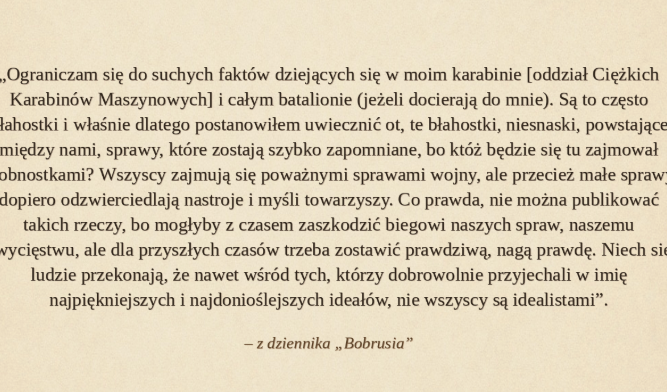 „Ograniczam się do suchych faktów dziejących się w moim karabinie [oddział Ciężkich
Karabinów Maszynowych] i całym batalionie (jeżeli docierają do mnie). Są to często
łahostki i właśnie dlatego postanowiłem uwiecznić ot, te błahostki, niesnaski, powstające
między nami, sprawy, które zostają szybko zapomniane, bo któż będzie się tu zajmował
obnostkami? Wszyscy zajmują się poważnymi sprawami wojny, ale przecież małe sprawy
dopiero odzwierciedlają nastroje i myśli towarzyszy. Co prawda, nie można publikować
takich rzeczy, bo mogłyby z czasem zaszkodzić biegowi naszych spraw, naszemu
wycięstwu, ale dla przyszłych czasów trzeba zostawić prawdziwą, nagą prawdę. Niech się
ludzie przekonają, że nawet wśród tych, którzy dobrowolnie przyjechali w imię
najpiękniejszych i najdonioślejszych ideałów, nie wszyscy są idealistami”.
– z dziennika „Bobrusia”